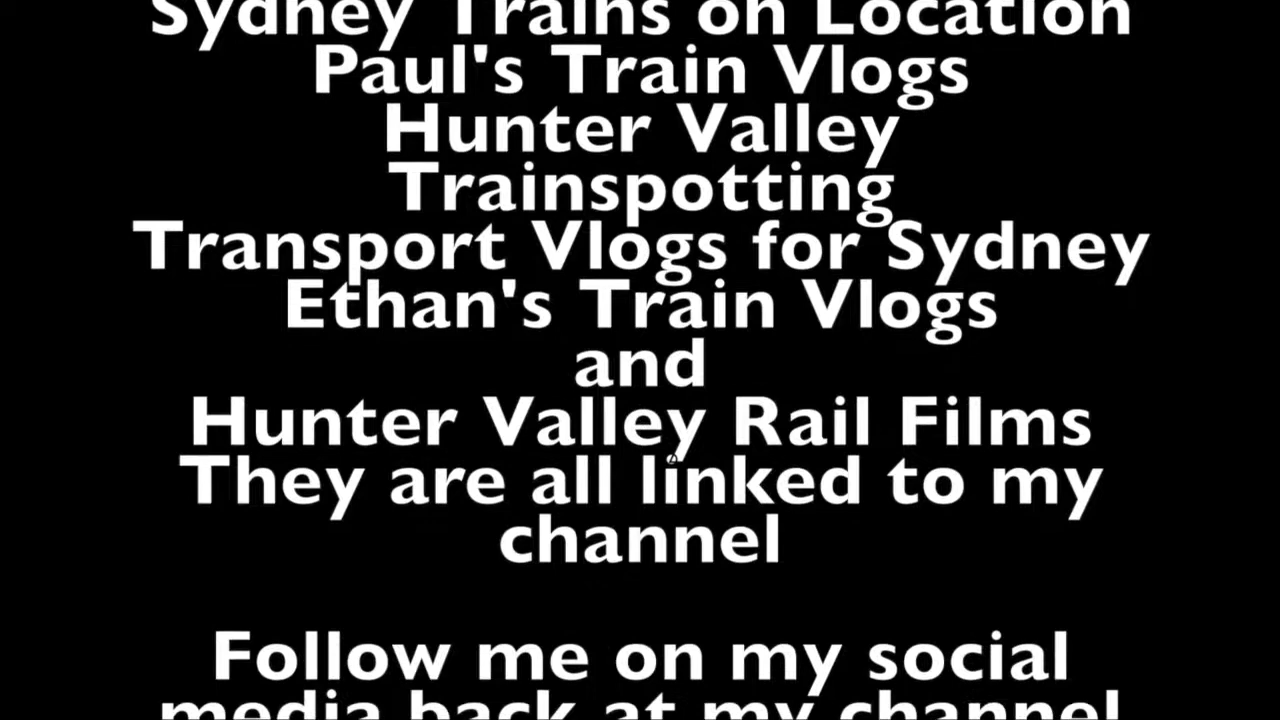 Sydney Trains on Location
Paul's Train Vlogs
Hunter Valley
Trainspotting
Transport Vlogs for Sydney
Ethan's Train Vlogs
and
Hunter Valley Rail Films
They are all linked to my
channel
Follow me on my social
media back at my channel